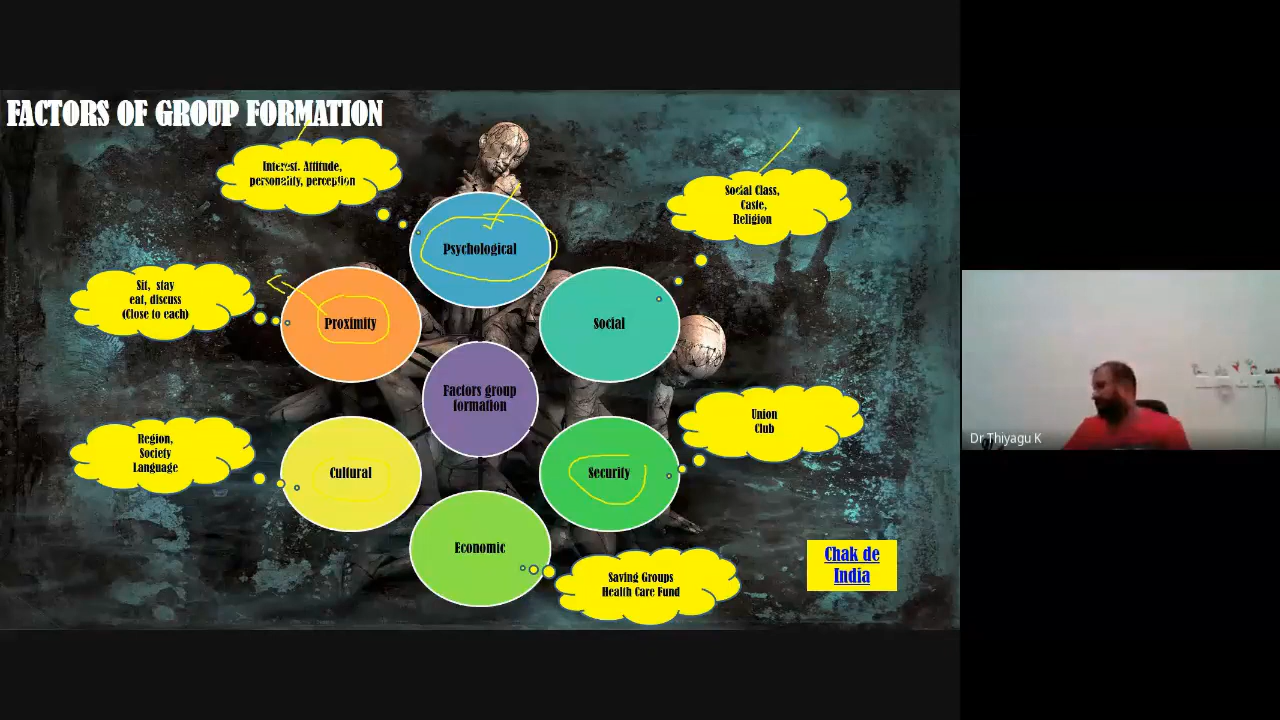 FACTORS OF GROUP FORMATION
Interest. Attitude,
personality, perception
Psychological
Social Class,
Caste,
Religion
Sit, stay
eat, discuss
(Close to each)
Proximity
Social
Factors group
formation
Region,
Society
Language
Cultural
Security
Union
Club
Economic
Saving Groups
Health Care Fund
Chak de
India
Dr Thiyagu K